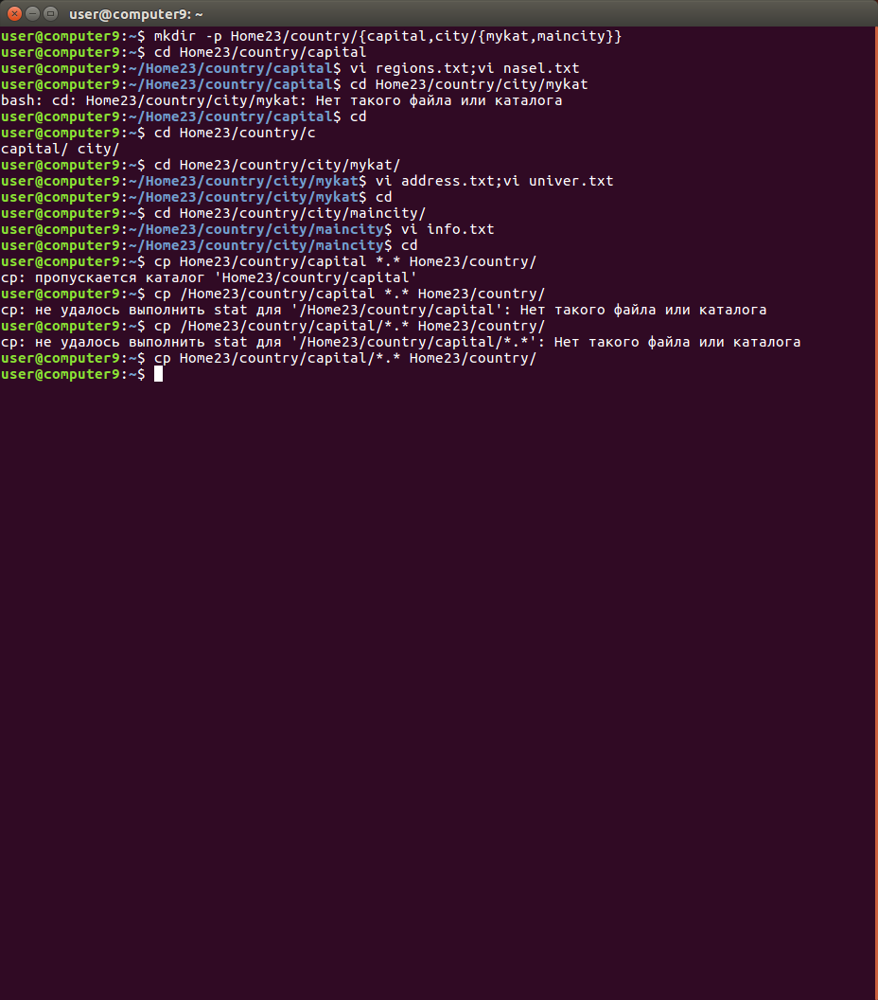 user@computer9: ~
user@computer9:~$ mkdir -p Home23/country/{capital,city/{mykat,maincity}}
user@computer9:~$ cd Home23/country/capital
user@computer9:~/Home23/country/capital$ vi regions.txt;vi nasel.txt
user@computer9:~/Home23/country/capital$ cd Home23/country/city/mykat
bash: cd: Home23/country/city/mykat: Нет такого файла или каталога
user@computer9:~/Home23/country/capital$ cd
user@computer9:~$ cd Home23/country/c
capital/ city/
user@computer9:~$ cd Home23/country/city/mykat/
user@computer9:~/Home23/country/city/mykat$ vi address.txt;vi univer.txt
user@computer9:~/Home23/country/city/mykat$ cd
user@computer9:~$ cd Home23/country/city/maincity/
user@computer9:~/Home23/country/city/maincity$ vi info.txt
user@computer9:~/Home23/country/city/maincity$ cd
user@computer9:~$ cp Home23/country/capital *.* Home23/country/
cp: пропускается каталог 'Home23/country/capital'
user@computer9:~$ cp /Home23/country/capital *.* Home23/country/
cp: не удалось выполнить stat для '/Home23/country/capital': Нет такого файла или каталога
user@computer9:~$ cp /Home23/country/capital/*.* Home23/country/
cp: не удалось выполнить stat для '/Home23/country/capital/*.*': Нет такого файла или каталога
user@computer9:~$ cp Home23/country/capital/*.* Home23/country/
user@computer9:~$